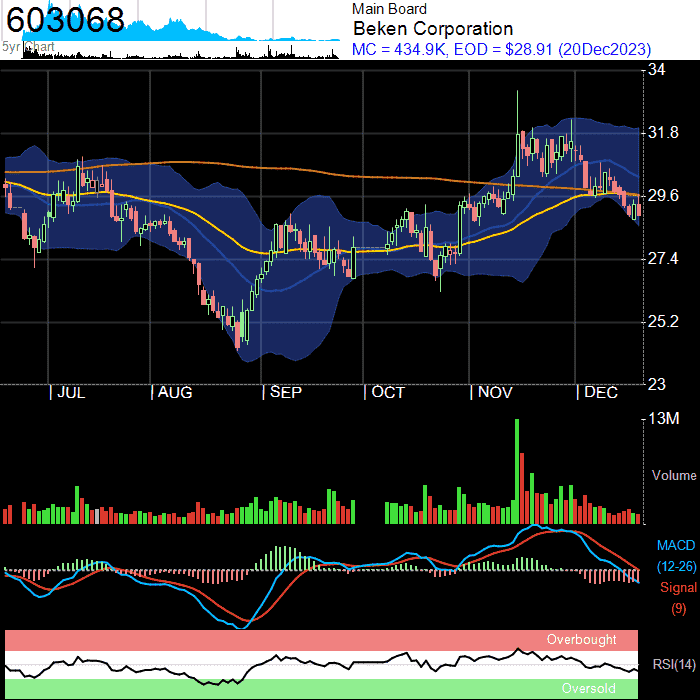 603068
5yr Chart
Main Board
Beken Corporation
MC = 434.9K, EOD = $28.91 (20Dec2023)
34
31.8
29.6
27.4
25.2
23
| JUL | AUG | SEP | OCT | NOV | DEC
13M
Volume
MACD
(12-26)
Signal
(9)
Overbought
RSI(14)
Oversold